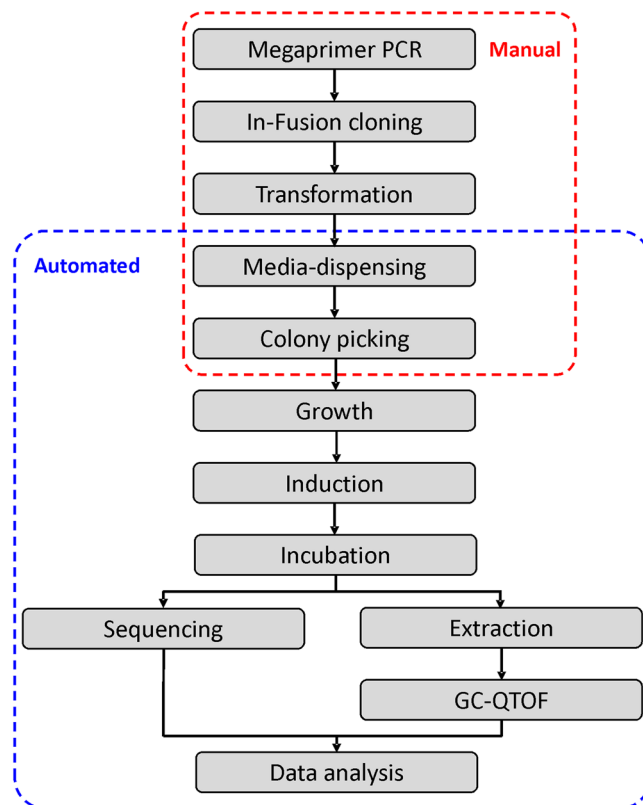 Megaprimer PCR
Manual
In-Fusion cloning
Transformation
Automated
Media-dispensing
Colony picking
Growth
Induction
Incubation
Sequencing
Extraction
GC-QTOF
Data analysis